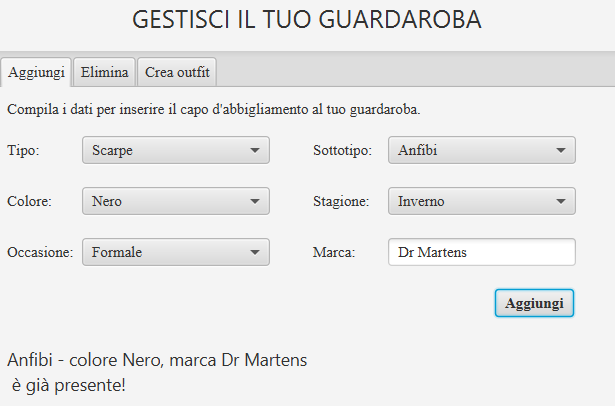 GESTISCI IL TUO GUARDAROBA
Aggiungi Elimina Crea outfit
Compila i dati per inserire il capo d'abbigliamento al tuo guardaroba.
Tipo: Scarpe Sottotipo: Anfibi
Colore: Nero Stagione: Inverno
Occasione: Formale Marca: Dr Martens
Aggiungi
Anfibi - colore Nero, marca Dr Martens
è già presente!